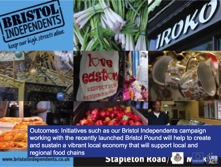 BRISTOL
INDEPENDENTS
keep our high streets alive
IROKO
love
easton
Outcomes: Initiatives such as our Bristol Independents campaign
working with the recently launched Bristol Pound will help to create
and sustain a vibrant local economy that will support local and
regional food chains
www.bristolindependents.co.uk
Stapleton Road